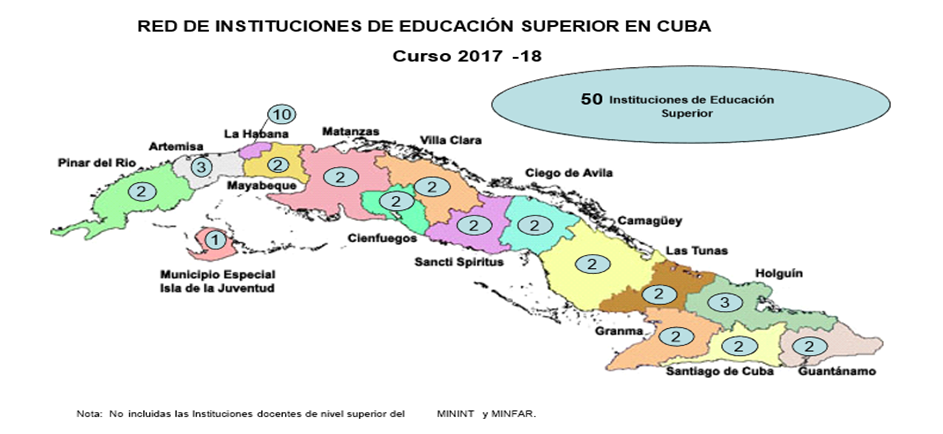 RED DE INSTITUCIONES DE EDUCACIÓN SUPERIOR EN CUBA
Curso 2017 -18
50 Instituciones de Educación
Superior
10
La Habana
Matanzas
Villa Clara
Artemisa
Pinar del Rio
3
2
Mayabeque
2
2
2
Ciego de Avila
2
Cienfuegos
2
2
Camagüey
1
Sancti Spiritus
Municipio Especial
Isla de la Juventud
2
Las Tunas
Holguín
2
3
Granma
2
2
2
Santiago de Cuba
Guantánamo
Nota: No incluidas las Instituciones docentes de nivel superior del MININT y MINFAR.